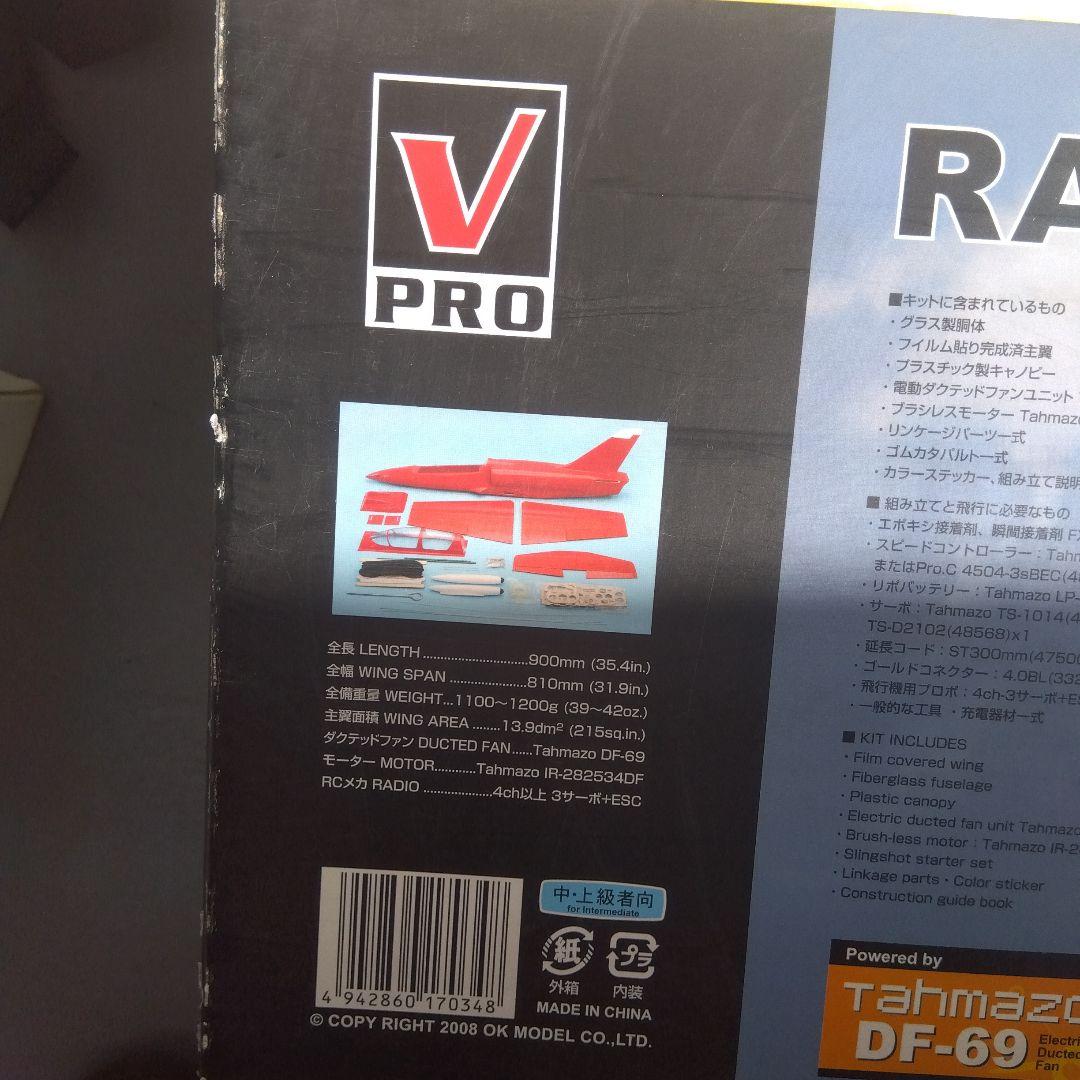 V
PRO
RA
■キットに含まれているもの
・グラス製胴体
・フイルム貼り完成済主翼
・プラスチック製キャノピー
・電動ダクテッドファンユニット
・ブラシレスモーター Tahmazo
・リンケージパーツ一式
・ゴムカタパルト一式
・カラーステッカー、組み立て説明
■ 組み立てと飛行に必要なもの
・エポキシ接着剤、瞬間接着剤
・スピードコントローラー：Tahm
またはPro.C 4504-3sBEC(4
・リポバッテリー：Tahmazo LP-
・サーボ：Tahmazo TS-1014(4
TS-D2102(48568)x1
・延長コード：ST300mm(4750
・ゴールドコネクター：4.0BL(332
・飛行機用プロポ：4ch-3サーボ+ESC
・一般的な工具 ・充電器材一式
■ KIT INCLUDES
・Film covered wing
・Fiberglass fuselage
・Plastic canopy
・Electric ducted fan unit Tahmazo
・Brush-less motor : Tahmazo IR-2
・Slingshot starter set
・Linkage parts・Color sticker
・Construction guide book
全長 LENGTH ...............................900mm (35.4in.)
全幅 WING SPAN .......................810mm (31.9in.)
全備重量 WEIGHT...1100〜1200g (39〜42oz.)
主翼面積 WING AREA ........13.9dm² (215sq.in.)
ダクテッドファン DUCTED FAN......Tahmazo DF-69
モーター MOTOR............Tahmazo IR-282534DF
RCメカ RADIO .....................4ch以上 3サーボ+ESC
4 942860 170348
中・上級者向
for Intermediate
紙
外箱
プラ
内装
MADE IN CHINA
© COPY RIGHT 2008 OK MODEL CO.,LTD.
Powered by
Tahmazo
DF-69
Electri
Ducted
Fan